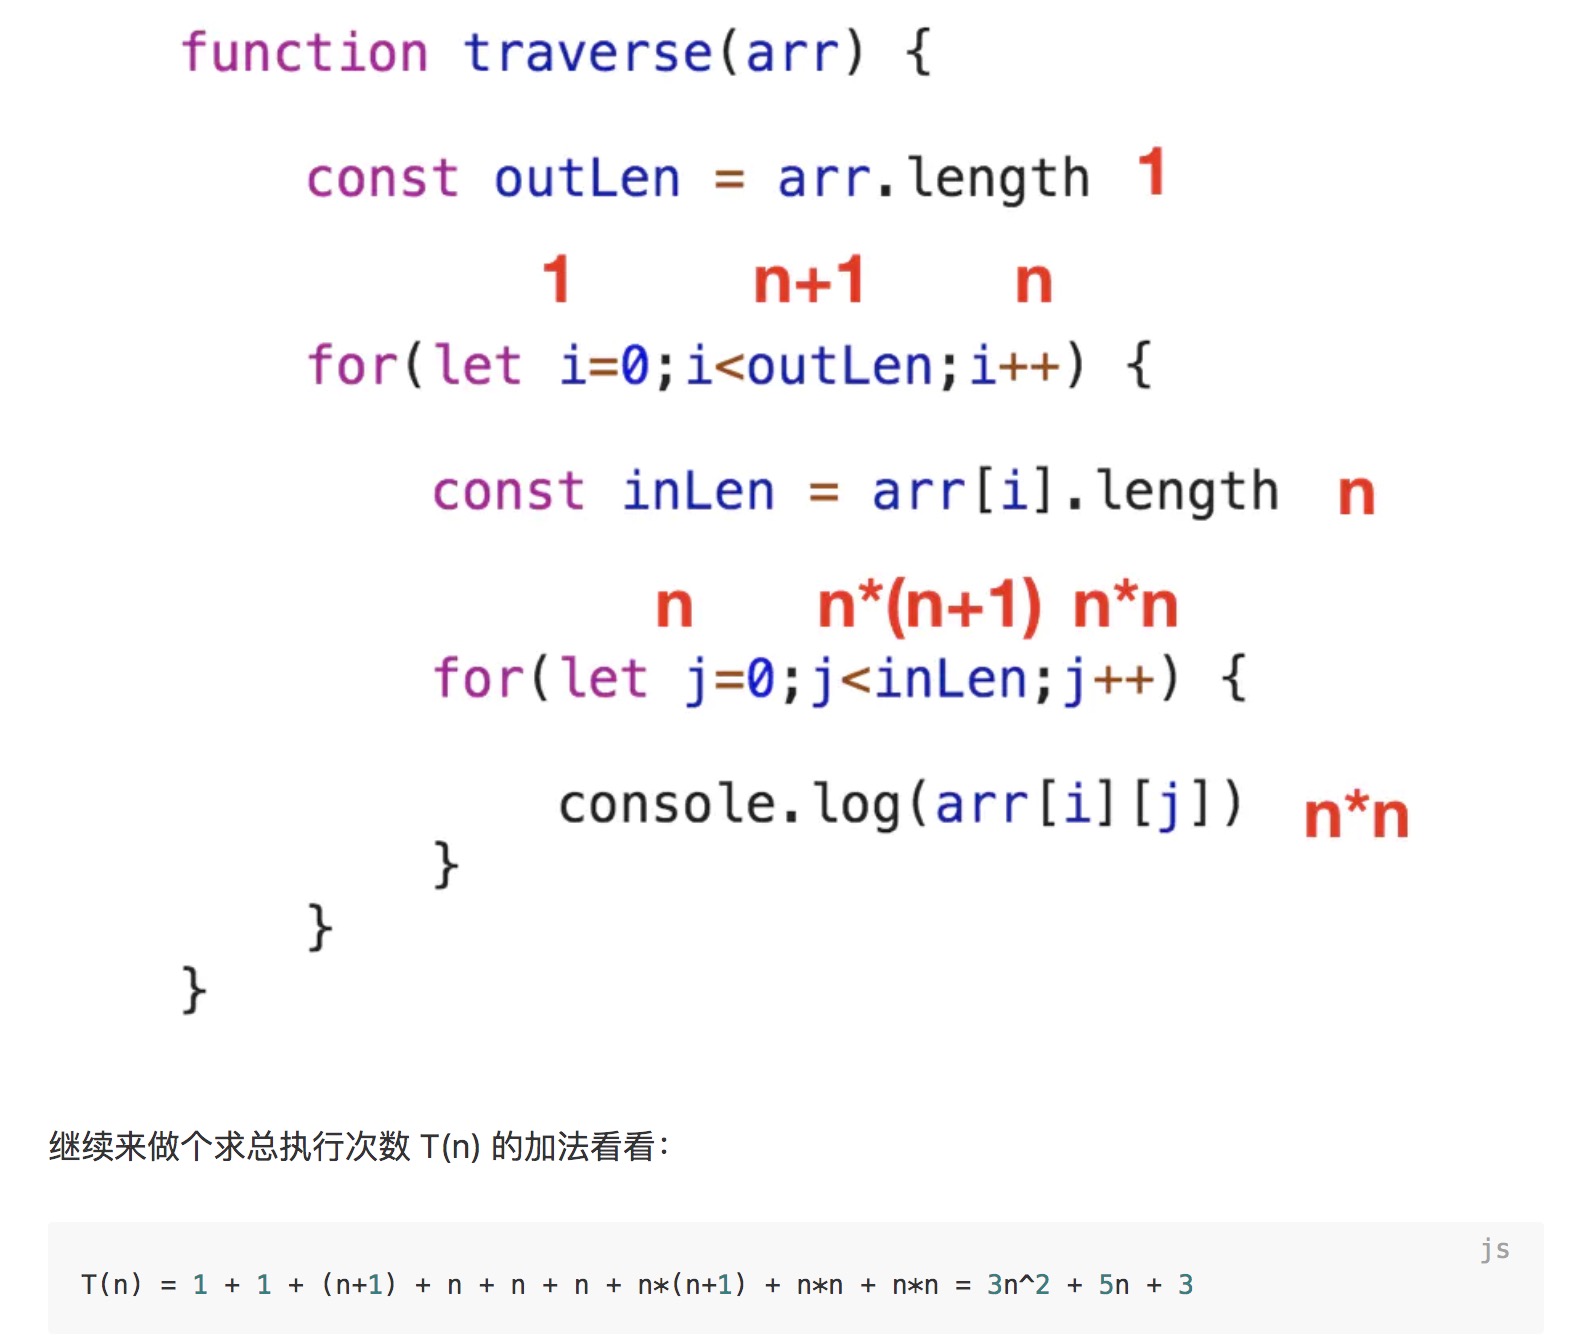 function traverse(arr) {
const outLen = arr.length 1
1 n+1 n
for(let i=0;i<outLen;i++) {
const inLen = arr[i].length n
n n*(n+1) n*n
for(let j=0;j<inLen;j++) {
console.log(arr[i][j]) n*n
}
}
}
继续来做个求总执行次数 T(n) 的加法看看：
js
T(n) = 1 + 1 + (n+1) + n + n + n + n*(n+1) + n*n + n*n = 3n^2 + 5n + 3